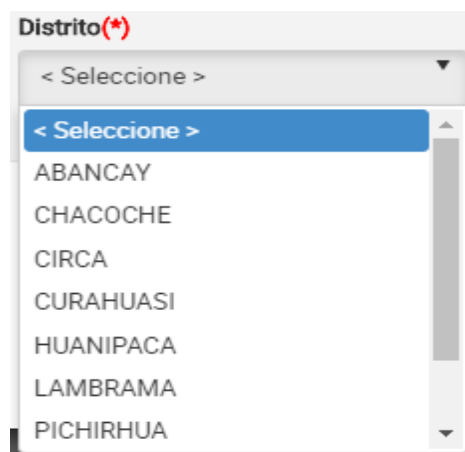 Distrito(*)
< Seleccione >
< Seleccione >
ABANCAY
CHACOCHE
CIRCA
CURAHUASI
HUANIPACA
LAMBRAMA
PICHIRHUA